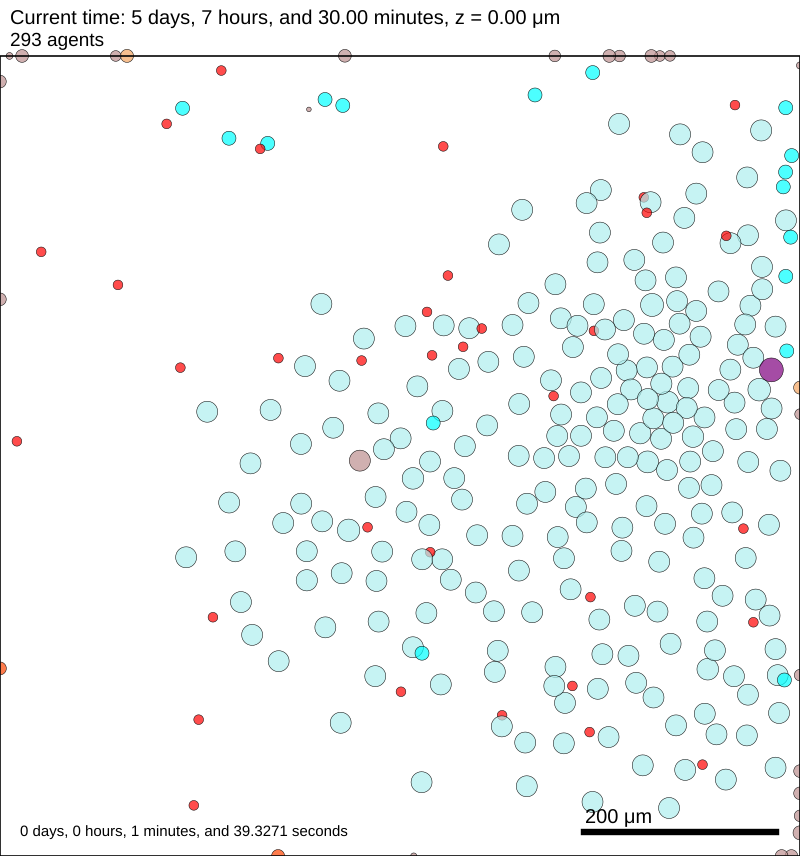 Current time: 5 days, 7 hours, and 30.00 minutes, z = 0.00 μm
293 agents
200 μm
0 days, 0 hours, 1 minutes, and 39.3271 seconds